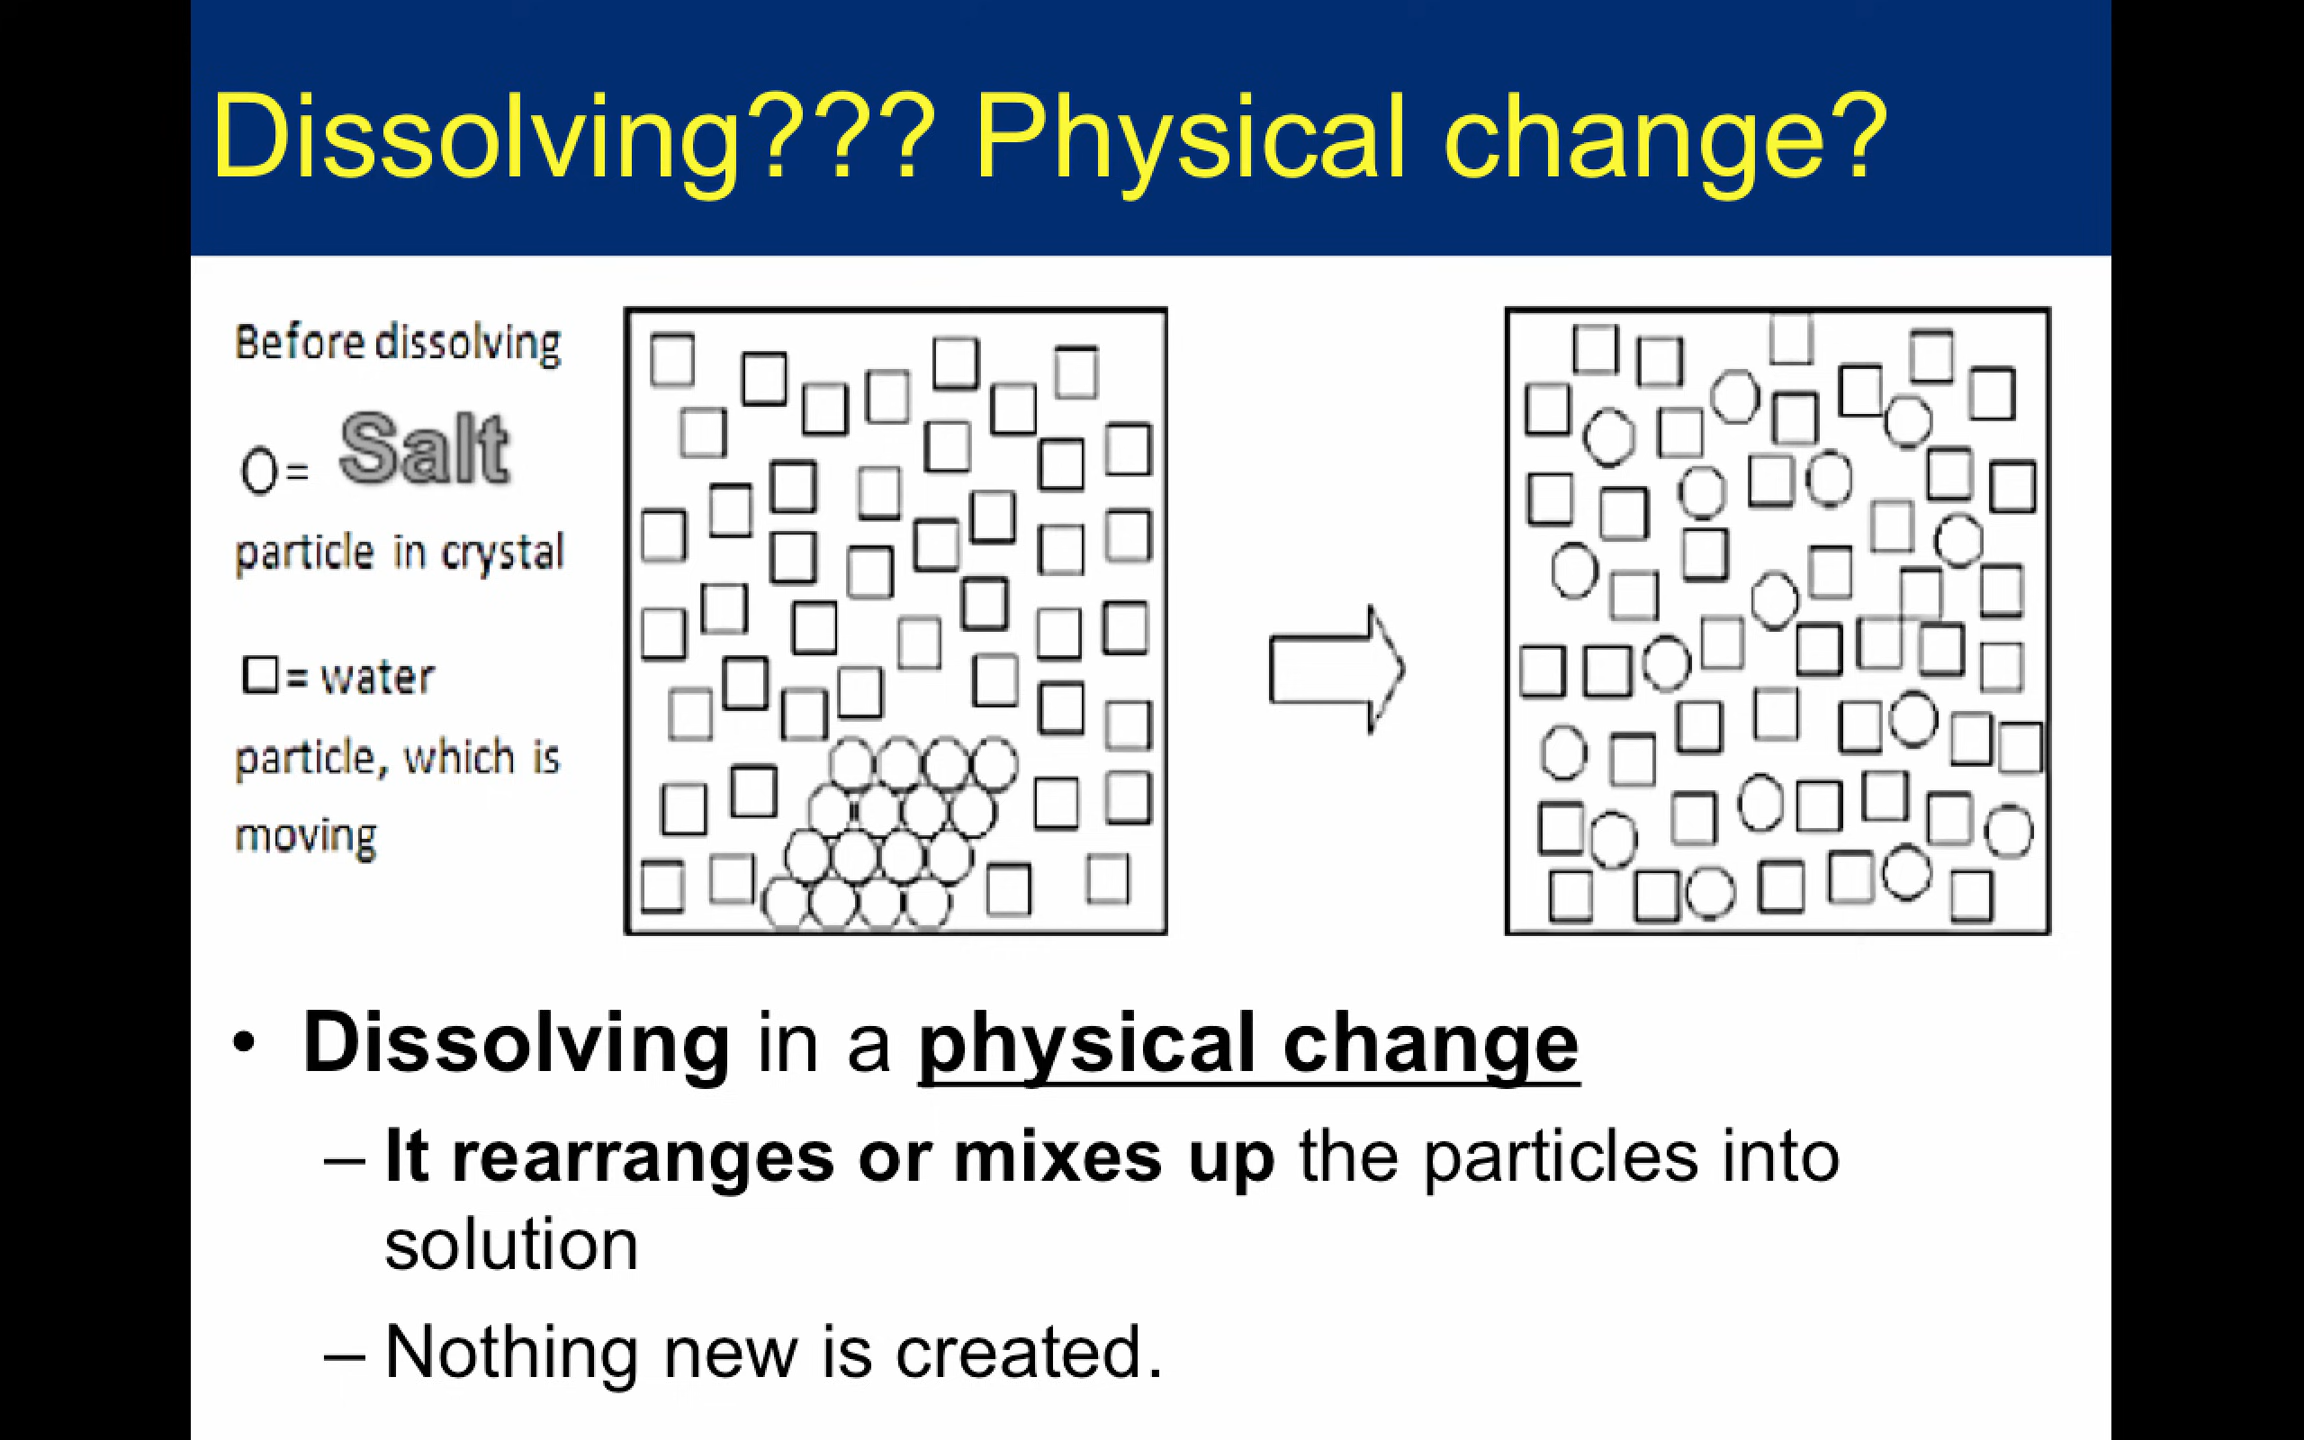 Dissolving??? Physical change?
Before dissolving
O= Salt
particle in crystal
□= water
particle, which is
moving
• Dissolving in a physical change
– It rearranges or mixes up the particles into
solution
– Nothing new is created.